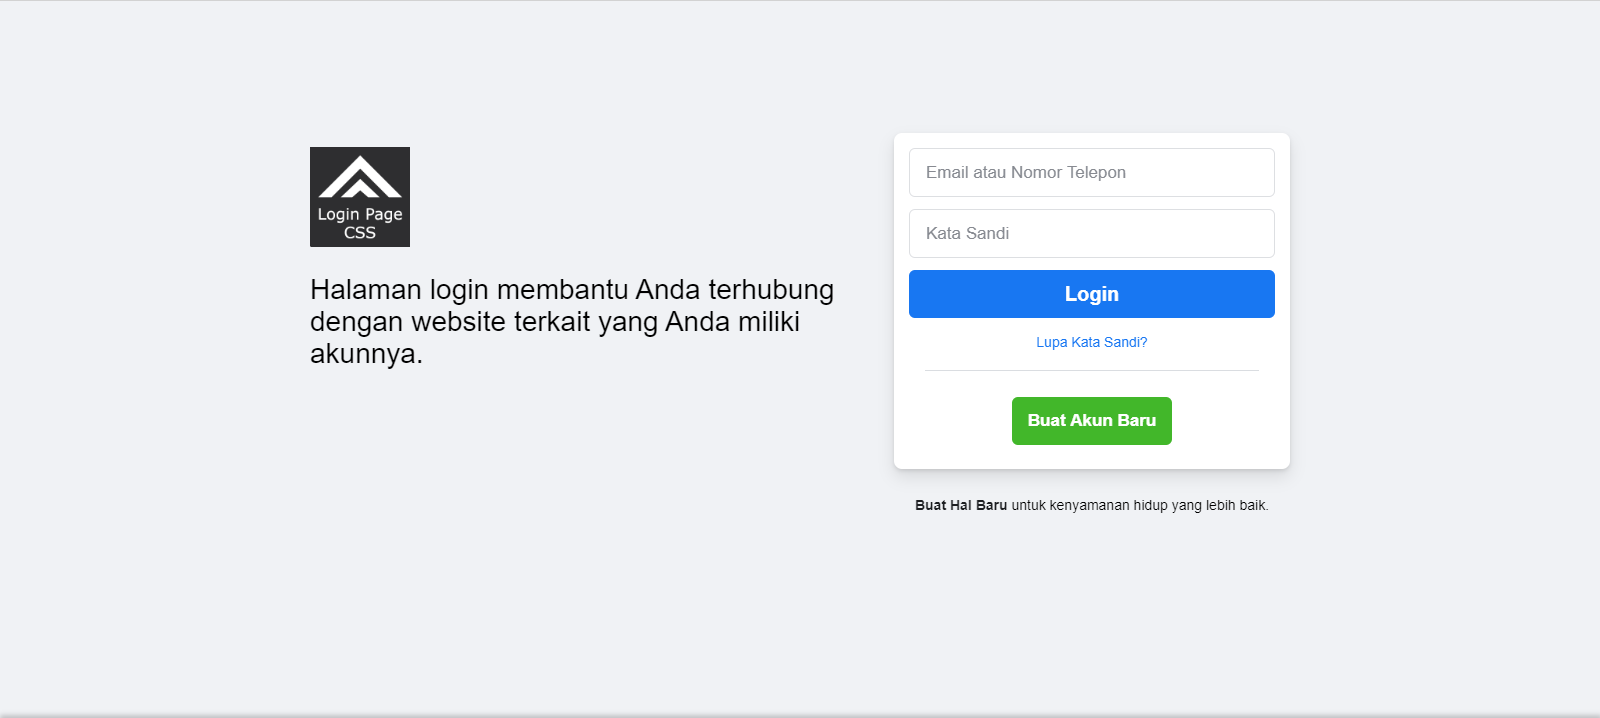 Login Page
CSS
Halaman login membantu Anda terhubung
dengan website terkait yang Anda miliki
akunnya.
Email atau Nomor Telepon
Kata Sandi
Login
Lupa Kata Sandi?
Buat Akun Baru
Buat Hal Baru untuk kenyamanan hidup yang lebih baik.